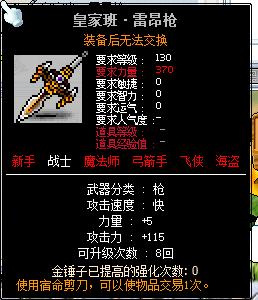 皇家班·雷昂枪
装备后无法交换
要求等级：130
要求力量：370
要求敏捷：0
要求智力：0
要求运气：0
要求人气度：-
道具等级：-
道具经验值：-
新手 战士 魔法师 弓箭手 飞侠 海盗
武器分类：枪
攻击速度：快
力量：+5
攻击力：+115
可升级次数：8回
金锤子已提高的强化次数:0
使用宿命剪刀，可以使物品交易1次。